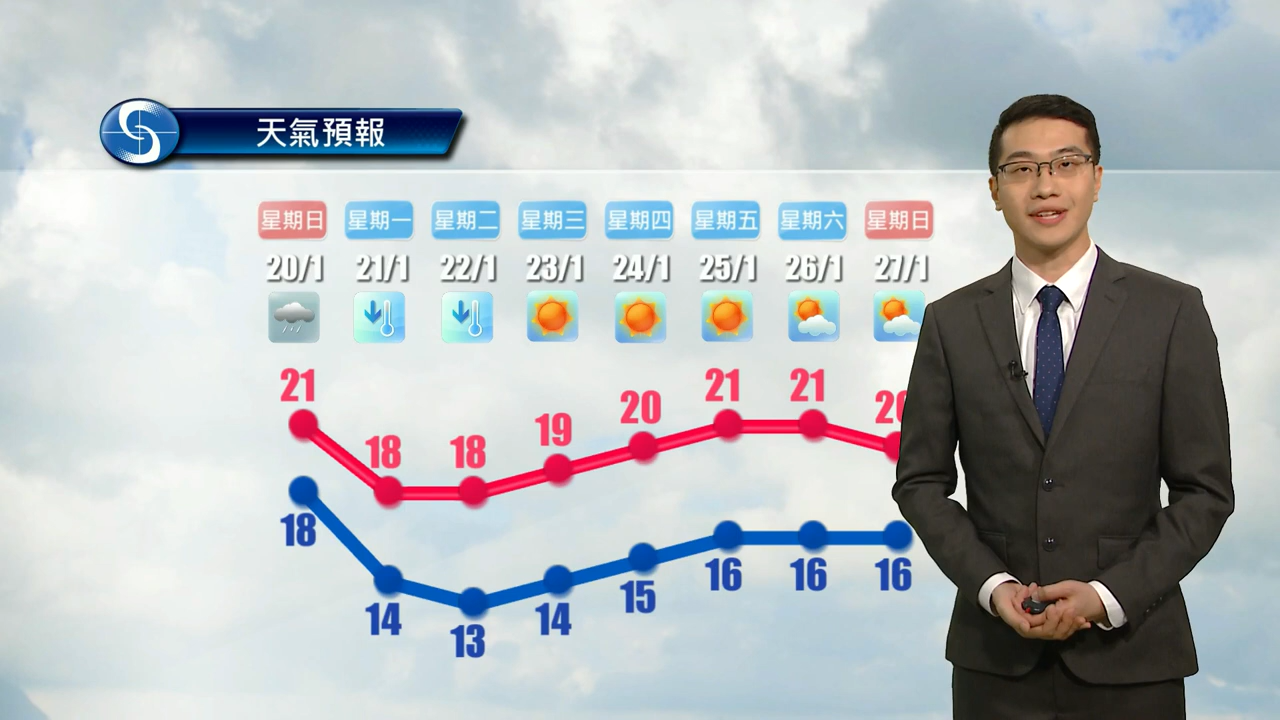 天氣預報
星期日 星期一 星期二 星期三 星期四 星期五 星期六 星期日
20/1 21/1 22/1 23/1 24/1 25/1 26/1 27/1
21 18 18 19 20 21 21
18 14 13 14 15 16 16 16